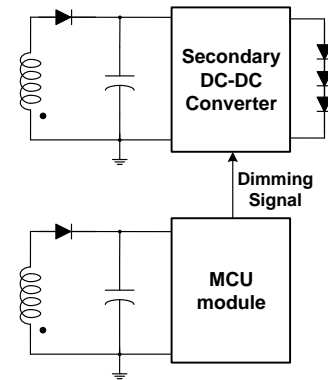 Secondary
DC-DC
Converter
Dimming
Signal
MCU
module